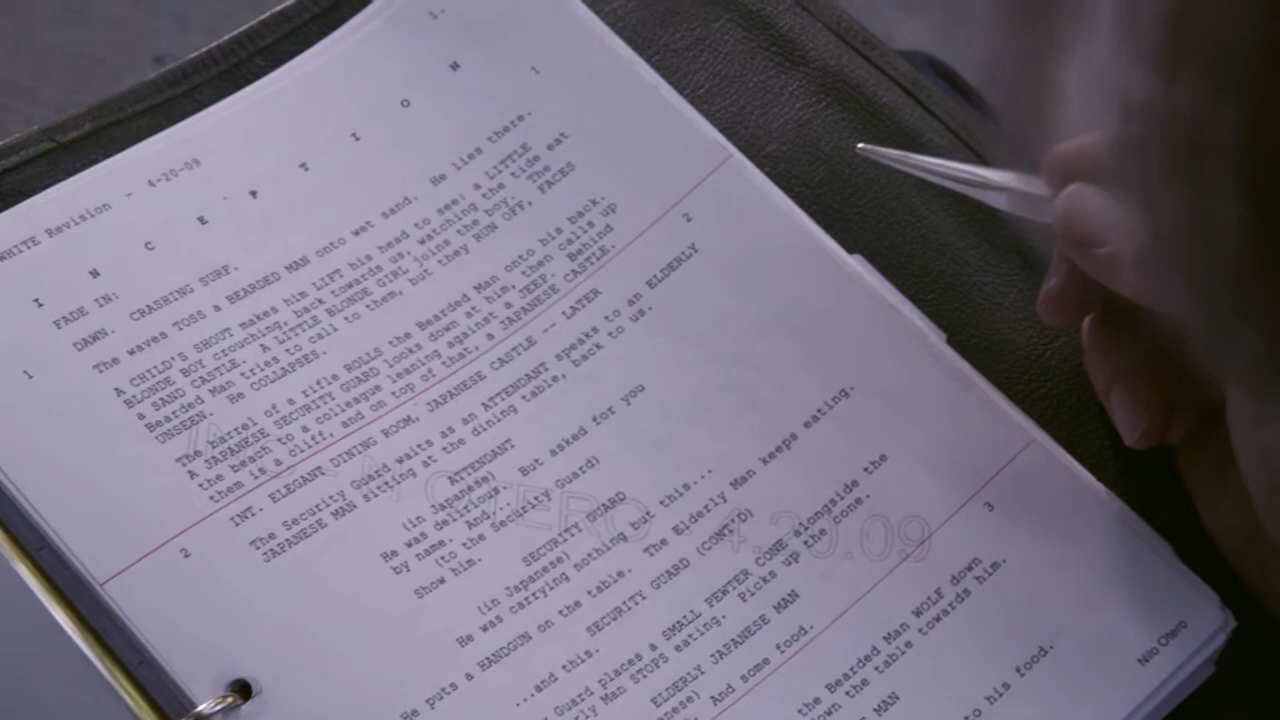 1.
WHITE Revision - 4-20-09
I N C E P T I O N
FADE IN:
1 DAWN. CRASHING SURF. 1
The waves TOSS a BEARDED MAN onto wet sand. He lies there.
A CHILD'S SHOUT makes him LIFT his head to see: a LITTLE
BLONDE BOY crouching, back towards us, watching the tide eat
a SAND CASTLE. A LITTLE BLONDE GIRL joins the boy. The
Bearded Man tries to call to them, but they RUN OFF, FACES
UNSEEN. He COLLAPSES.
The barrel of a rifle ROLLS the Bearded Man onto his back.
A JAPANESE SECURITY GUARD looks down at him, then calls up
the beach to a colleague leaning against a JEEP. Behind
them is a cliff, and on top of that, a JAPANESE CASTLE.
2 INT. ELEGANT DINING ROOM, JAPANESE CASTLE -- LATER 2
The Security Guard waits as an ATTENDANT speaks to an ELDERLY
JAPANESE MAN sitting at the dining table, back to us.
ATTENDANT
(in Japanese)
He was delirious. But asked for you
by name. And...
(to the Security Guard)
Show him.
SECURITY GUARD
(in Japanese)
He was carrying nothing but this...
He puts a HANDGUN on the table. The Elderly Man keeps eating.
SECURITY GUARD (CONT'D)
...and this.
Guard places a SMALL PEWTER CONE alongside the
Man STOPS eating. Picks up the cone.
ELDERLY JAPANESE MAN
And some food.
3
the Bearded Man WOLF down
down the table towards him.
MAN
to his food.
OTERO 4.20.09
Nilo Otero